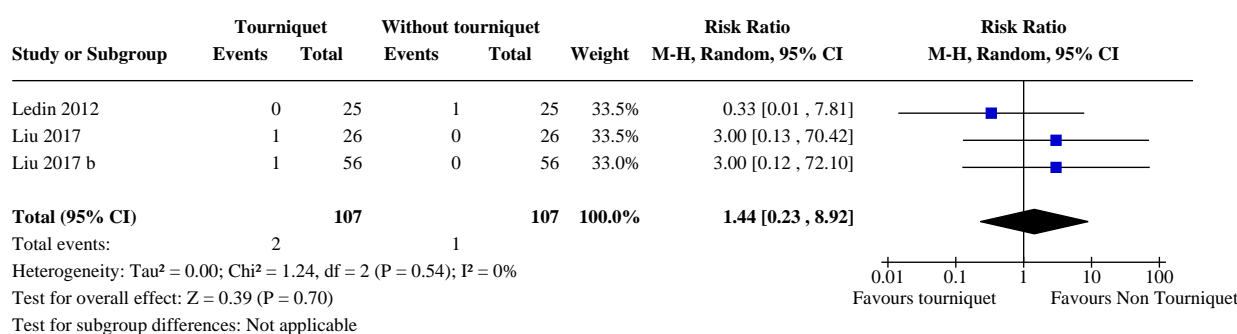 Tourniquet Without tourniquet Risk Ratio Risk Ratio
Study or Subgroup Events Total Events Total Weight M-H, Random, 95% CI M-H, Random, 95% CI
Ledin 2012 0 25 1 25 33.5% 0.33 [0.01 , 7.81]
Liu 2017 1 26 0 26 33.5% 3.00 [0.13 , 70.42]
Liu 2017 b 1 56 0 56 33.0% 3.00 [0.12 , 72.10]
Total (95% CI) 107 107 100.0% 1.44 [0.23 , 8.92]
Total events: 2 1
Heterogeneity: Tau² = 0.00; Chi² = 1.24, df = 2 (P = 0.54); I² = 0%
Test for overall effect: Z = 0.39 (P = 0.70)
Test for subgroup differences: Not applicable
0.01 0.1 1 10 100
Favours tourniquet Favours Non Tourniquet